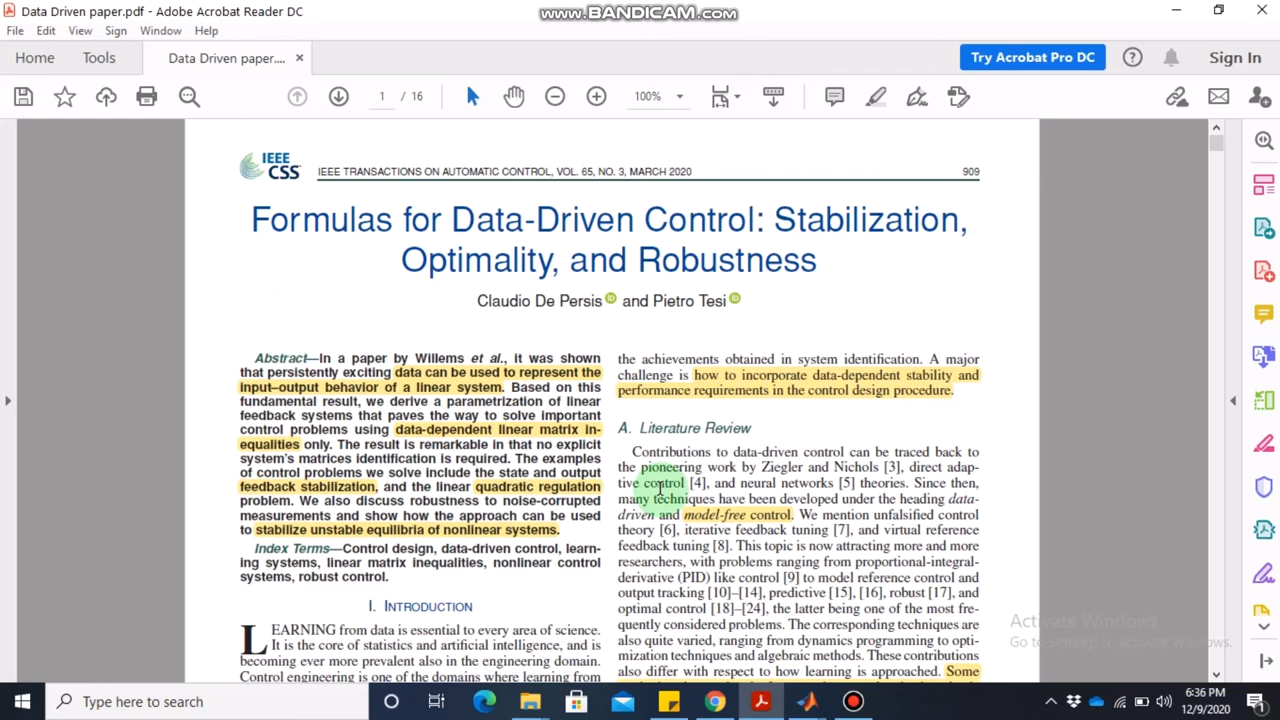 Data Driven paper.pdf - Adobe Acrobat Reader DC
www.BANDICAM.com
File Edit View Sign Window Help
Home Tools Data Driven paper.... ×
Try Acrobat Pro DC
Sign In
1 / 16
100%
IEEE
CSS
IEEE TRANSACTIONS ON AUTOMATIC CONTROL, VOL. 65, NO. 3, MARCH 2020
909
Formulas for Data-Driven Control: Stabilization,
Optimality, and Robustness
Claudio De Persis and Pietro Tesi
Abstract—In a paper by Willems et al., it was shown
that persistently exciting data can be used to represent the
input–output behavior of a linear system. Based on this
fundamental result, we derive a parametrization of linear
feedback systems that paves the way to solve important
control problems using data-dependent linear matrix in-
equalities only. The result is remarkable in that no explicit
system's matrices identification is required. The examples
of control problems we solve include the state and output
feedback stabilization, and the linear quadratic regulation
problem. We also discuss robustness to noise-corrupted
measurements and show how the approach can be used
to stabilize unstable equilibria of nonlinear systems.
Index Terms—Control design, data-driven control, learn-
ing systems, linear matrix inequalities, nonlinear control
systems, robust control.
I. INTRODUCTION
LEARNING from data is essential to every area of science.
It is the core of statistics and artificial intelligence, and is
becoming ever more prevalent also in the engineering domain.
Control engineering is one of the domains where learning from
the achievements obtained in system identification. A major
challenge is how to incorporate data-dependent stability and
performance requirements in the control design procedure.
A. Literature Review
Contributions to data-driven control can be traced back to
the pioneering work by Ziegler and Nichols [3], direct adap-
tive control [4], and neural networks [5] theories. Since then,
many techniques have been developed under the heading data-
driven and model-free control. We mention unfalsified control
theory [6], iterative feedback tuning [7], and virtual reference
feedback tuning [8]. This topic is now attracting more and more
researchers, with problems ranging from proportional-integral-
derivative (PID) like control [9] to model reference control and
output tracking [10]–[14], predictive [15], [16], robust [17], and
optimal control [18]–[24], the latter being one of the most fre-
quently considered problems. The corresponding techniques are
also quite varied, ranging from dynamics programming to opti-
mization techniques and algebraic methods. These contributions
also differ with respect to how learning is approached. Some
Activate Windows
Go to Settings to activate Windows.
Type here to search
6:36 PM
12/9/2020
1